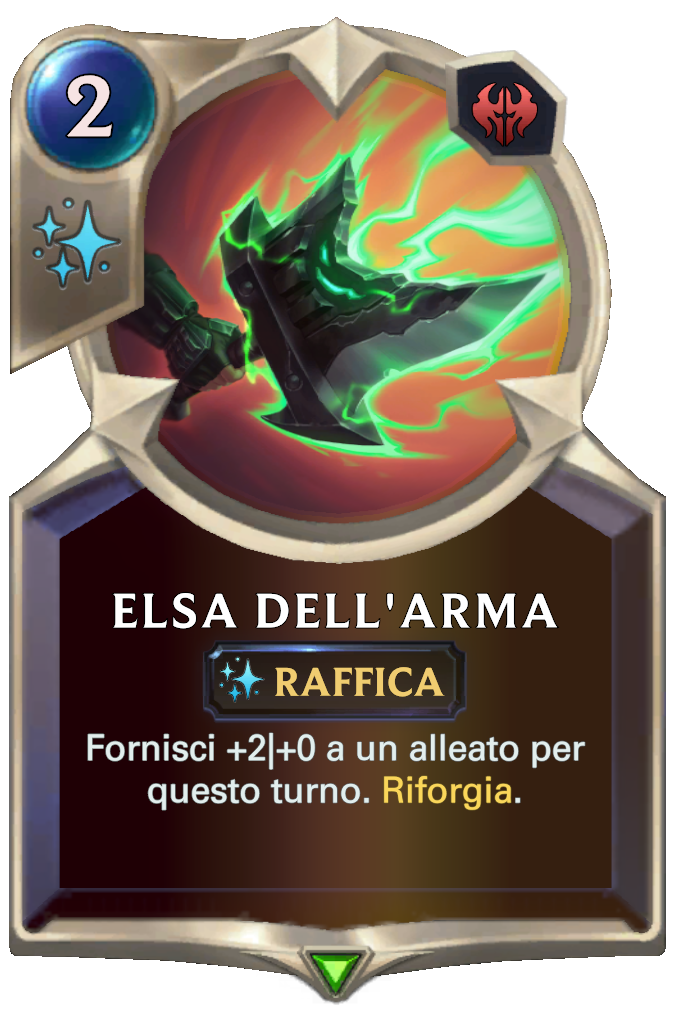 2
ELSA DELL'ARMA
RAFFICA
Fornisci +2|+0 a un alleato per
questo turno. Riforgia.